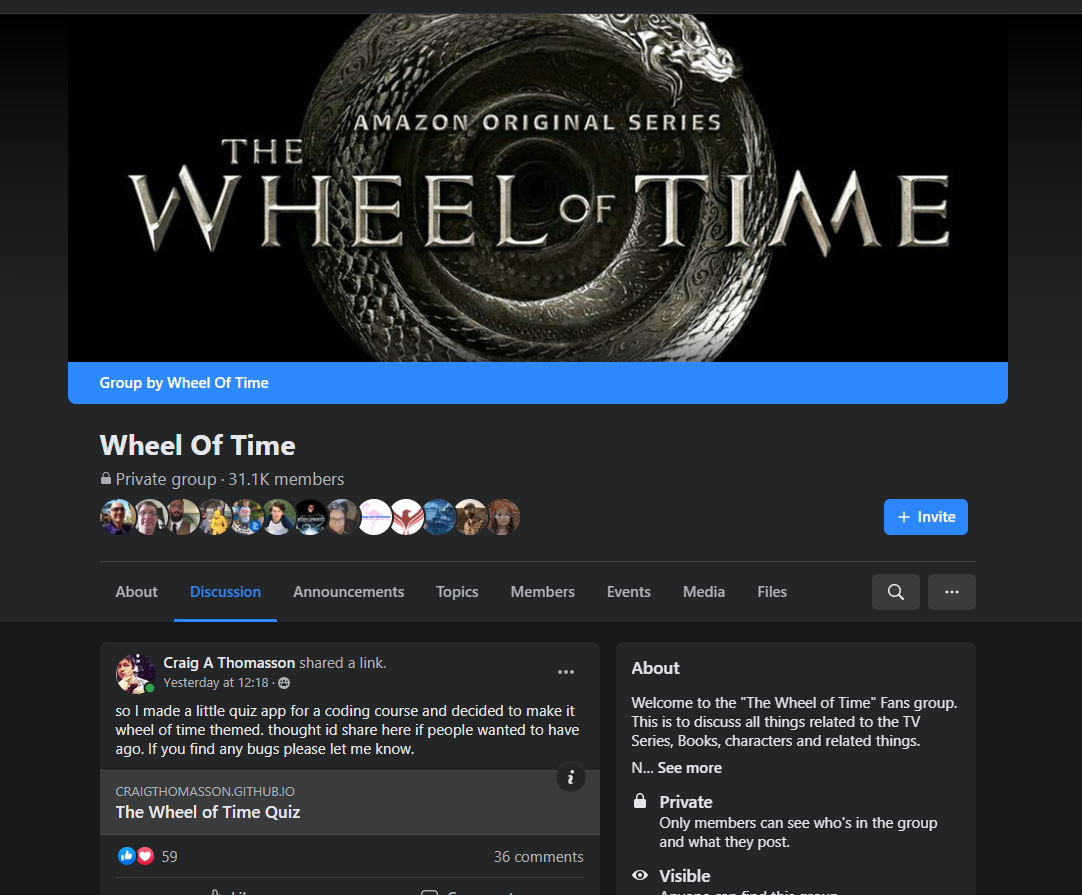 AMAZON ORIGINAL SERIES
THE
WHEEL OF TIME
Group by Wheel Of Time
Wheel Of Time
Private group · 31.1K members
+ Invite
About Discussion Announcements Topics Members Events Media Files
Craig A Thomasson shared a link.
Yesterday at 12:18 ·
so I made a little quiz app for a coding course and decided to make it
wheel of time themed. thought id share here if people wanted to have
ago. If you find any bugs please let me know.
CRAIGTHOMASSON.GITHUB.IO
The Wheel of Time Quiz
59
36 comments
About
Welcome to the "The Wheel of Time" Fans group.
This is to discuss all things related to the TV
Series, Books, characters and related things.
N... See more
Private
Only members can see who's in the group
and what they post.
Visible